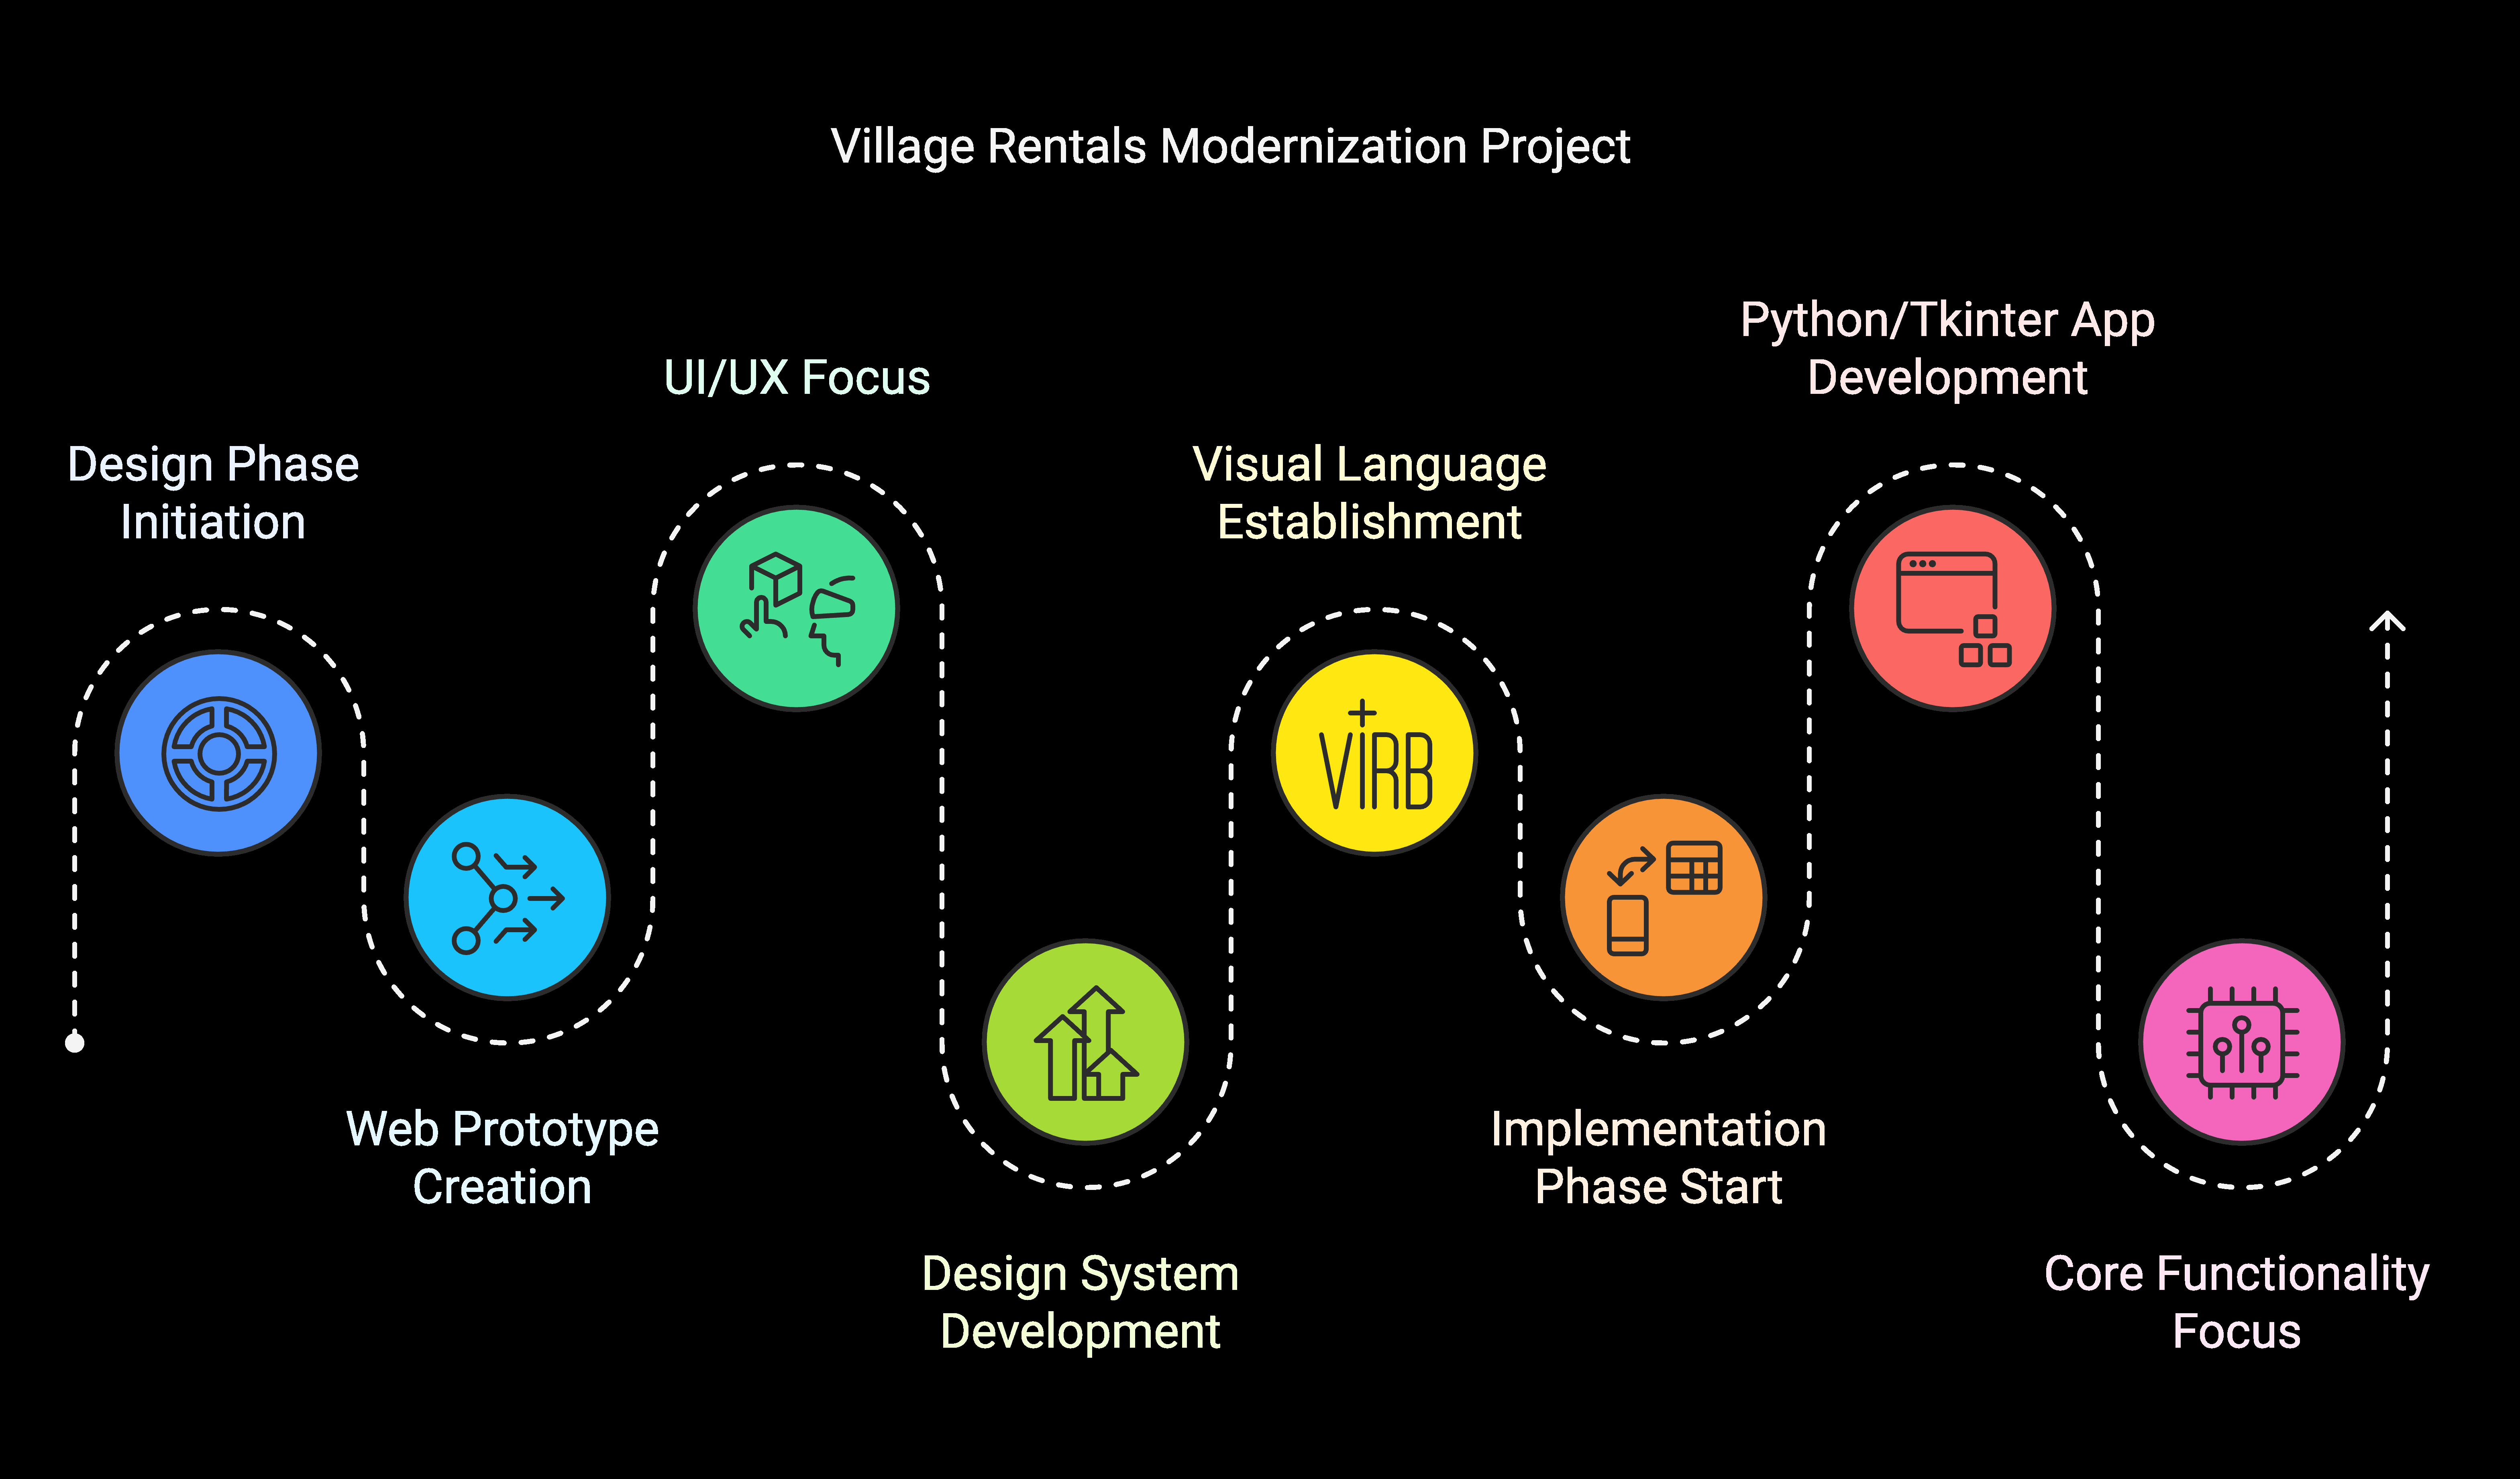 Village Rentals Modernization Project
Design Phase
Initiation
Web Prototype
Creation
UI/UX Focus
Design System
Development
Visual Language
Establishment
VIRB
Implementation
Phase Start
Python/Tkinter App
Development
Core Functionality
Focus